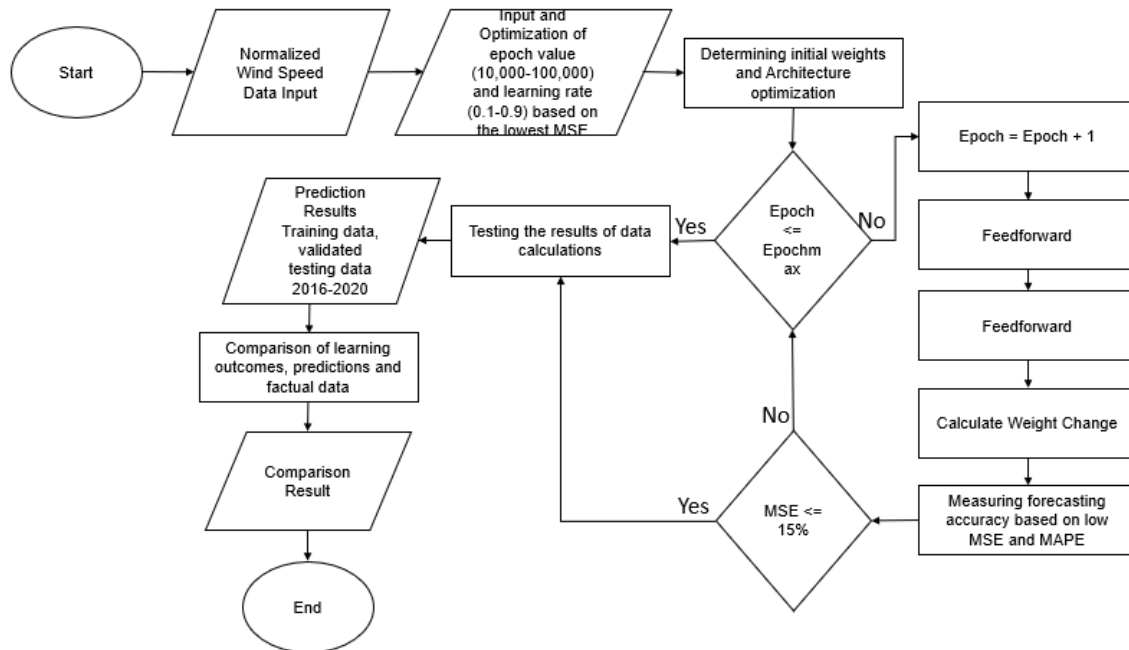 Start
Normalized
Wind Speed
Data Input
Input and
Optimization of
epoch value
(10,000-100,000)
and learning rate
(0.1-0.9) based on
the lowest MSE
Determining initial weights
and Architecture
optimization
Epoch = Epoch + 1
Feedforward
Feedforward
Calculate Weight Change
Measuring forecasting
accuracy based on low
MSE and MAPE
Epoch
<=
Epochm
ax
No
Yes
Testing the results of data
calculations
Prediction
Results
Training data,
validated
testing data
2016-2020
Comparison of learning
outcomes, predictions and
factual data
Comparison
Result
End
No
Yes
MSE <=
15%